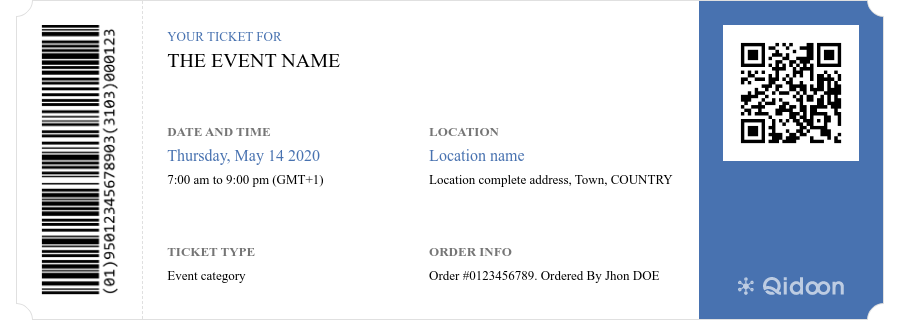 (01)95012345678903(3103)000123
YOUR TICKET FOR
THE EVENT NAME
DATE AND TIME
Thursday, May 14 2020
7:00 am to 9:00 pm (GMT+1)
LOCATION
Location name
Location complete address, Town, COUNTRY
TICKET TYPE
Event category
ORDER INFO
Order #0123456789. Ordered By Jhon DOE
Qidoon